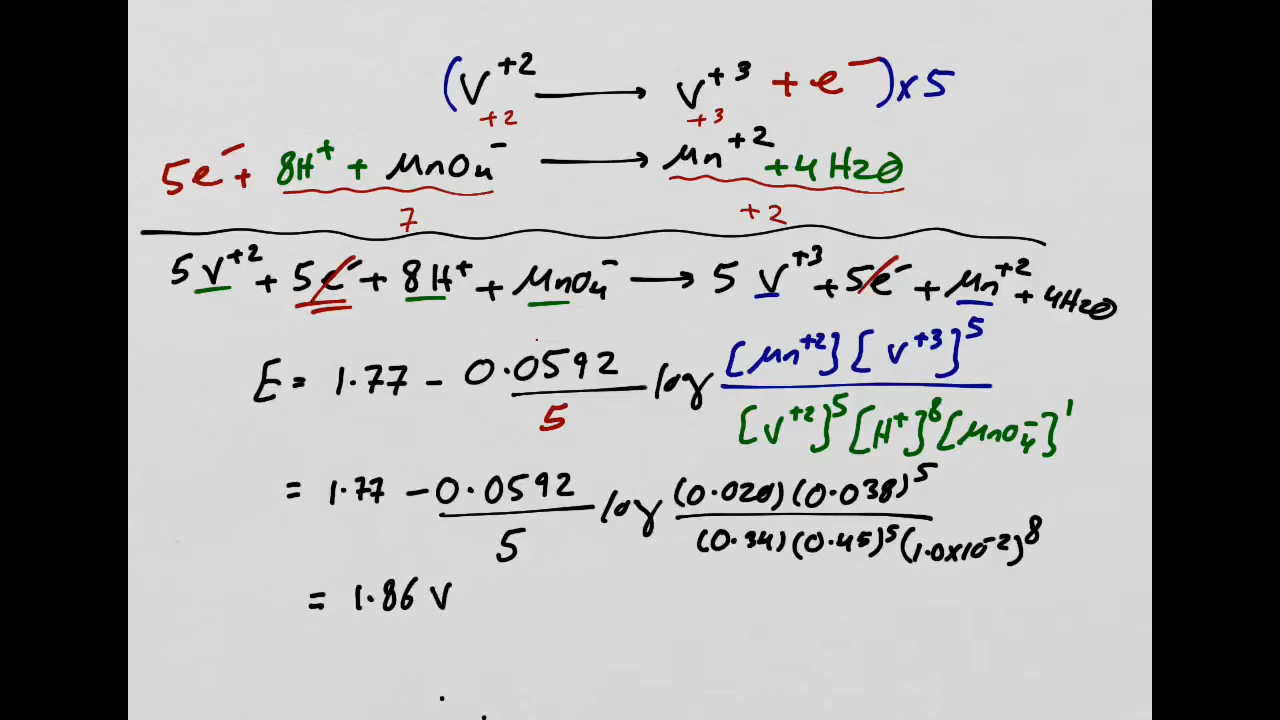 (V⁺² ⟶ V⁺³ + e⁻) x 5
+2 +3
5e⁻ + 8H⁺ + MnO₄⁻ ⟶ Mn⁺² + 4H₂O
7 +2
5V⁺² + 5e⁻ + 8H⁺ + MnO₄⁻ ⟶ 5V⁺³ + 5e⁻ + Mn⁺² + 4H₂O
E = 1.77 − 0.0592/5 log [Mn⁺²][V⁺³]⁵ / [V⁺²]⁵[H⁺]⁸[MnO₄⁻]¹
= 1.77 − 0.0592/5 log (0.020)(0.038)⁵ / (0.34)(0.45)⁵(1.0x10⁻²)⁸
= 1.86 V